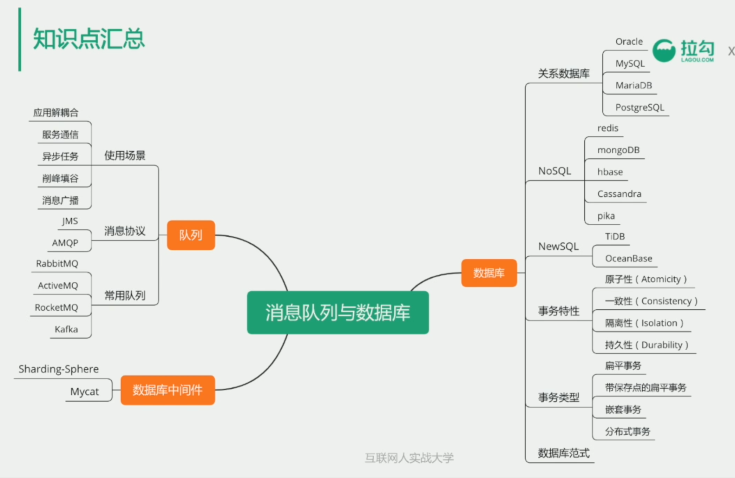 知识点汇总
拉勾
LAGOU.COM
X
应用解耦合
服务通信
异步任务
削峰填谷
消息广播
使用场景
JMS
AMQP
消息协议
RabbitMQ
ActiveMQ
RocketMQ
Kafka
常用队列
队列
Sharding-Sphere
Mycat
数据库中间件
消息队列与数据库
数据库
关系数据库
Oracle
MySQL
MariaDB
PostgreSQL
NoSQL
redis
mongoDB
hbase
Cassandra
pika
NewSQL
TiDB
OceanBase
事务特性
原子性（Atomicity）
一致性（Consistency）
隔离性（Isolation）
持久性（Durability）
事务类型
扁平事务
带保存点的扁平事务
嵌套事务
分布式事务
数据库范式
互联网人实战大学